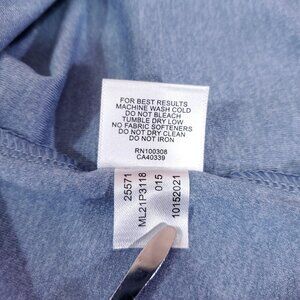 FOR BEST RESULTS
MACHINE WASH COLD
DO NOT BLEACH
TUMBLE DRY LOW
NO FABRIC SOFTENERS
DO NOT DRY CLEAN
DO NOT IRON
RN100308
CA40339
25571
ML21P3118
015
10152021